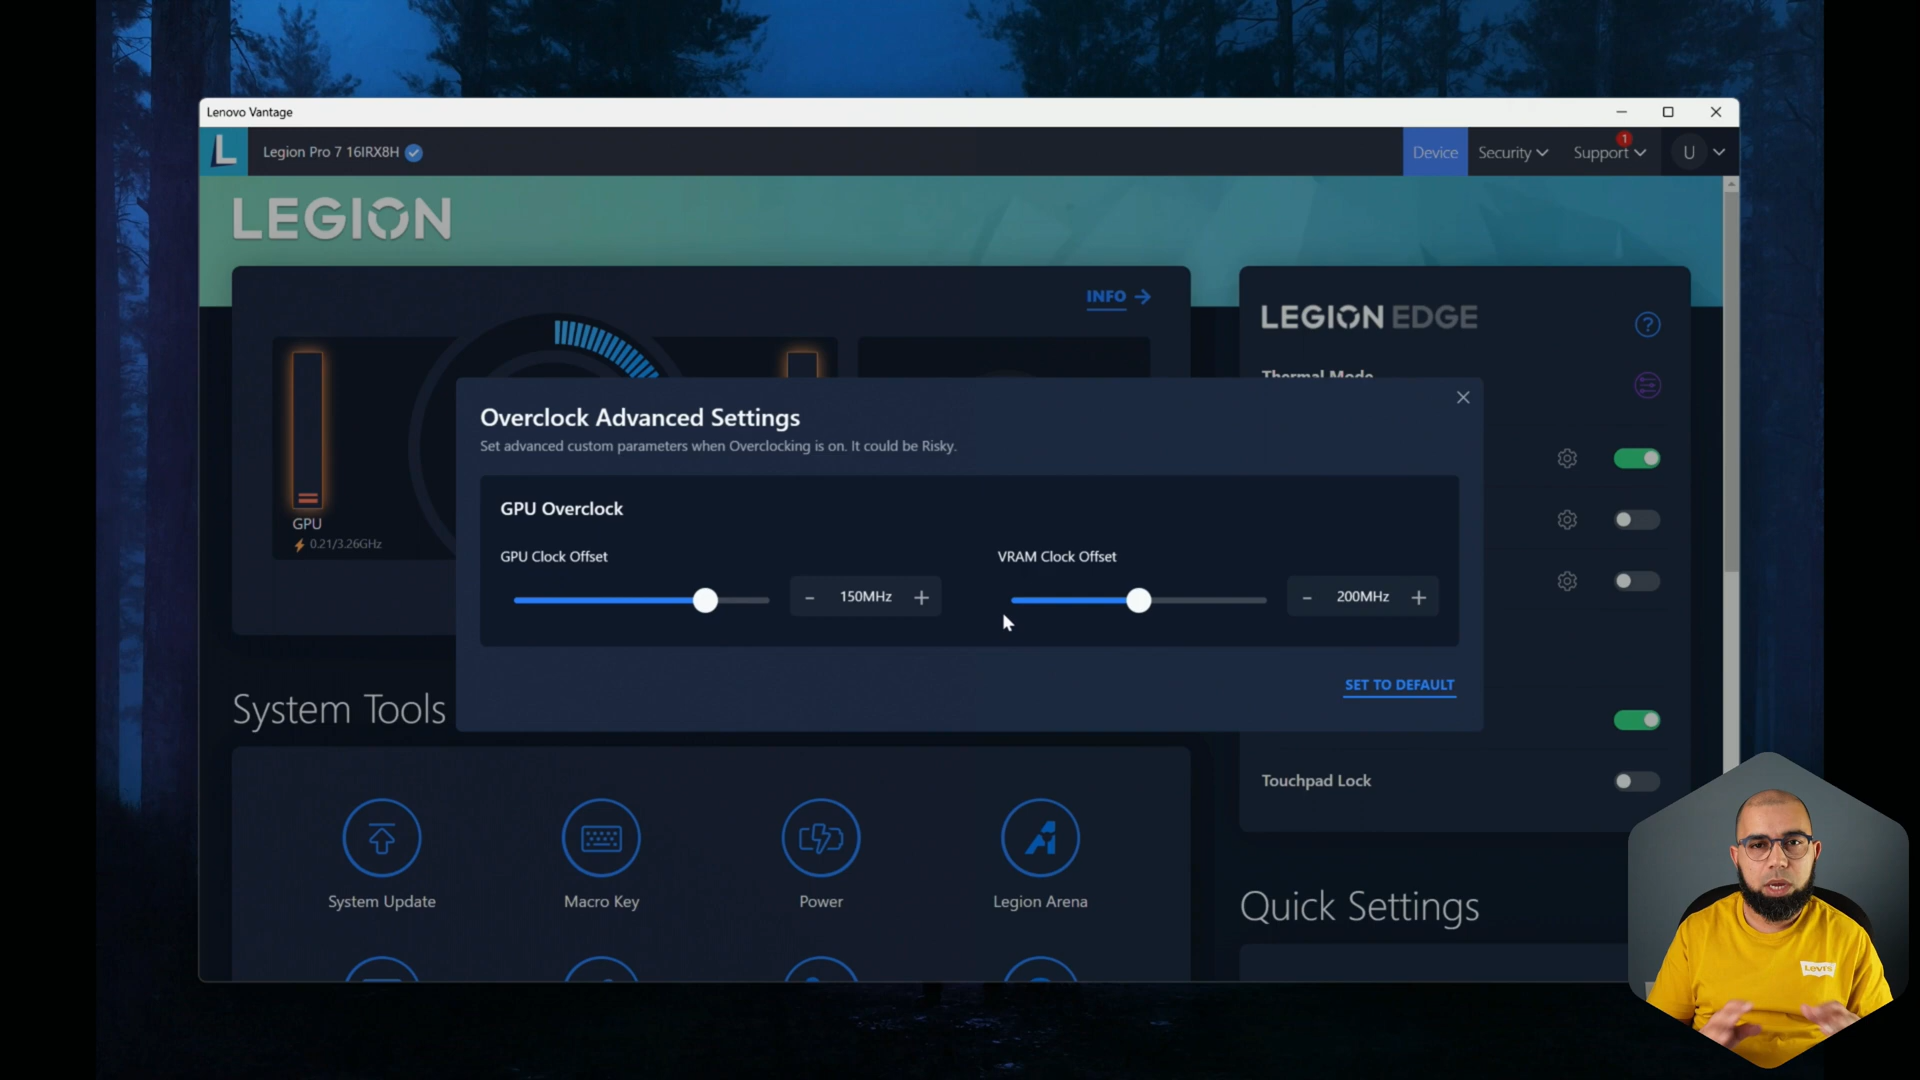 Lenovo Vantage
Legion Pro 7 16IRX8H
Device
Security
Support
1
U
LEGION
INFO
LEGION EDGE
Thermal Mode
Overclock Advanced Settings
Set advanced custom parameters when Overclocking is on. It could be Risky.
GPU Overclock
GPU Clock Offset
VRAM Clock Offset
- 150MHz +
- 200MHz +
SET TO DEFAULT
GPU
0.21/3.26GHz
System Tools
Touchpad Lock
System Update
Macro Key
Power
Legion Arena
Quick Settings
Levi's